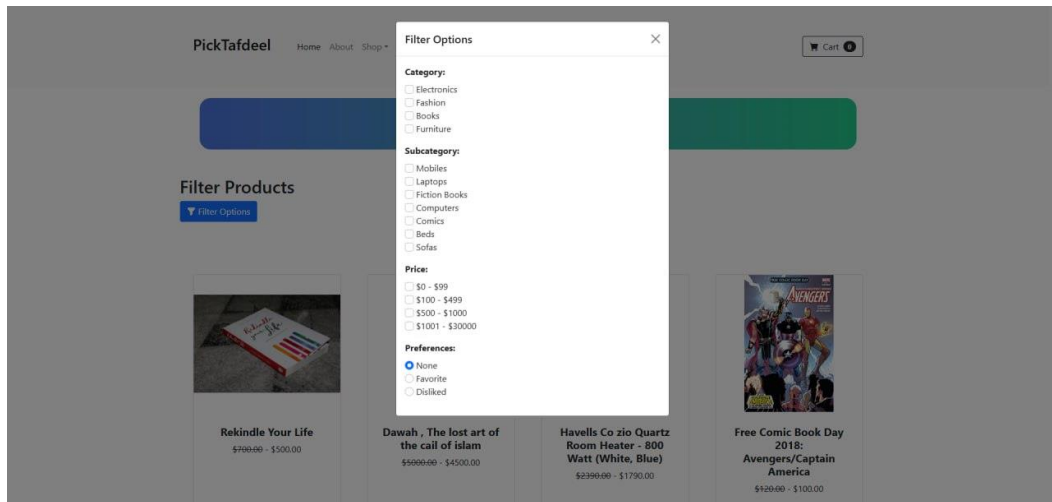 PickTafdeel Home About Shop
Cart 0
Filter Options
Category:
Electronics
Fashion
Books
Furniture
Subcategory:
Mobiles
Laptops
Fiction Books
Computers
Comics
Beds
Sofas
Price:
$0 - $99
$100 - $499
$500 - $1000
$1001 - $30000
Preferences:
None
Favorite
Disliked
Filter Products
Filter Options
Rekindle
your Life
AVENGERS
Rekindle Your Life
$700.00 - $500.00
Dawah , The lost art of
the cail of islam
$5000.00 - $4500.00
Havells Co zio Quartz
Room Heater - 800
Watt (White, Blue)
$2390.00 - $1790.00
Free Comic Book Day
2018:
Avengers/Captain
America
$120.00 - $100.00